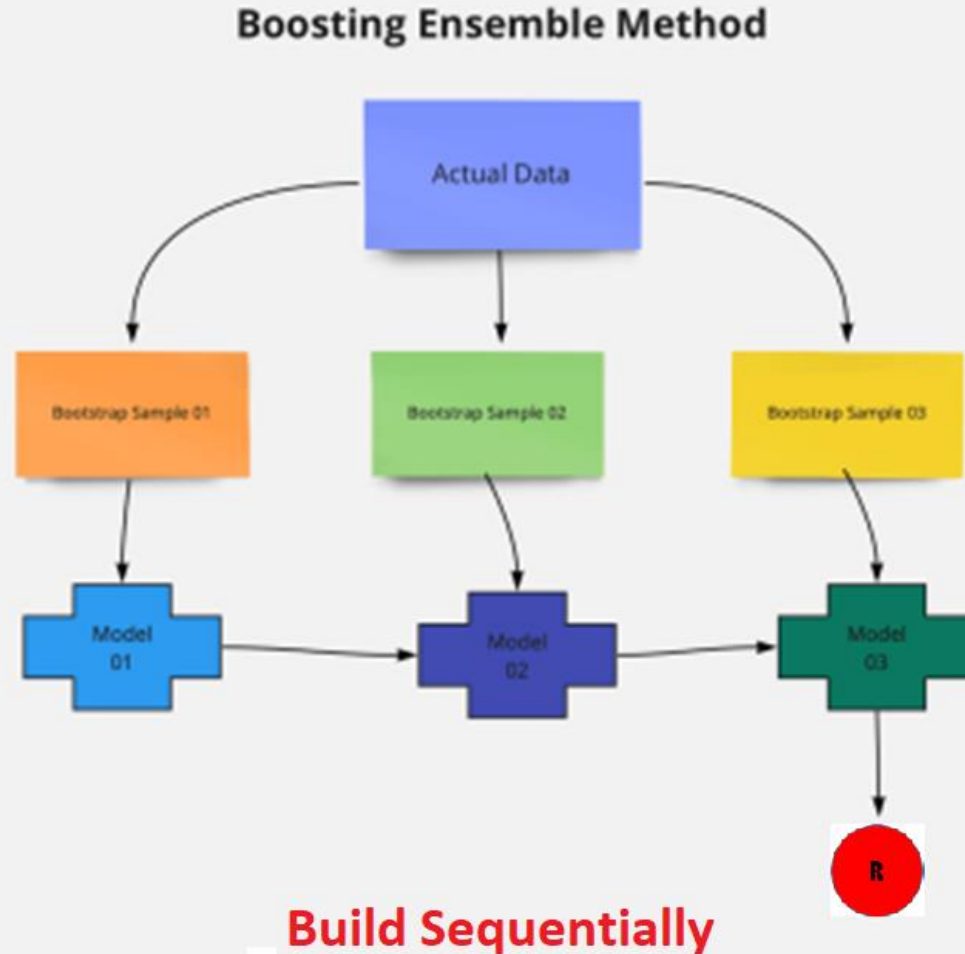 Boosting Ensemble Method
Actual Data
Bootstrap Sample 01
Bootstrap Sample 02
Bootstrap Sample 03
Model
01
Model
02
Model
03
R
Build Sequentially